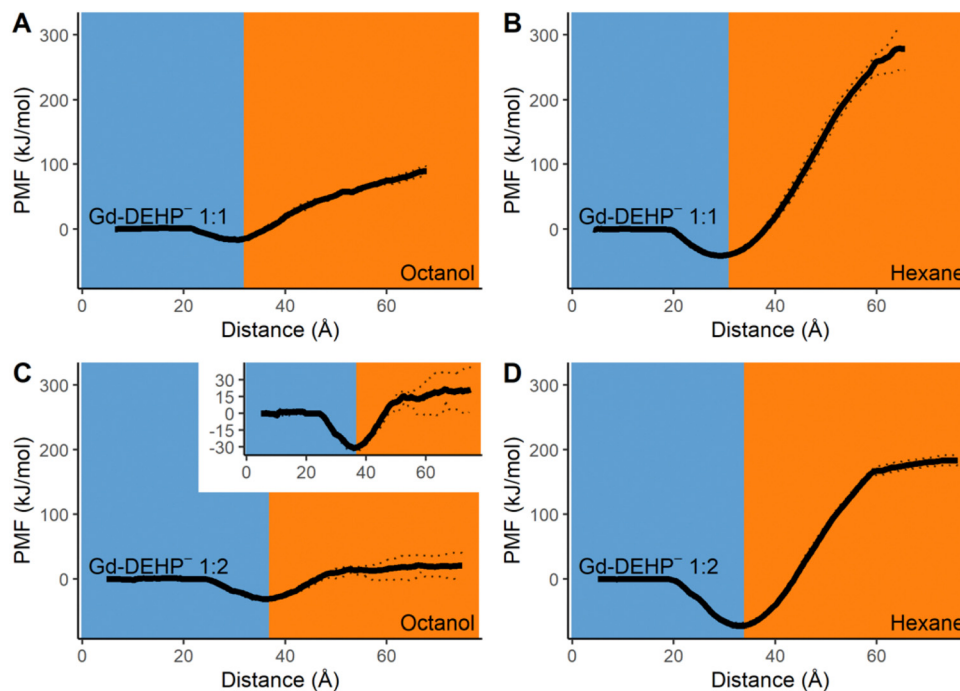 A
B
300
200
100
0
PMF (kJ/mol)
Gd-DEHP⁻ 1:1
Octanol
0
20
40
60
Distance (Å)
300
200
100
0
PMF (kJ/mol)
Gd-DEHP⁻ 1:1
Hexane
0
20
40
60
Distance (Å)
C
D
300
200
100
0
PMF (kJ/mol)
30
15
0
-15
-30
0
20
40
60
Gd-DEHP⁻ 1:2
Octanol
0
20
40
60
Distance (Å)
300
200
100
0
PMF (kJ/mol)
Gd-DEHP⁻ 1:2
Hexane
0
20
40
60
Distance (Å)